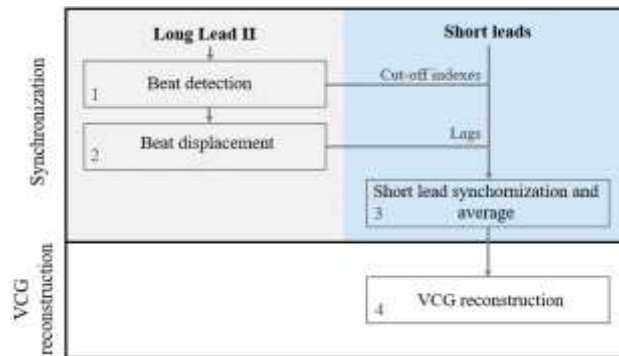 Long Lead II
Short leads
Synchronization
Beat detection
1
Cut-off indexes
Beat displacement
2
Lags
Short lead synchornization and
3 average
VCG
reconstruction
VCG reconstruction
4